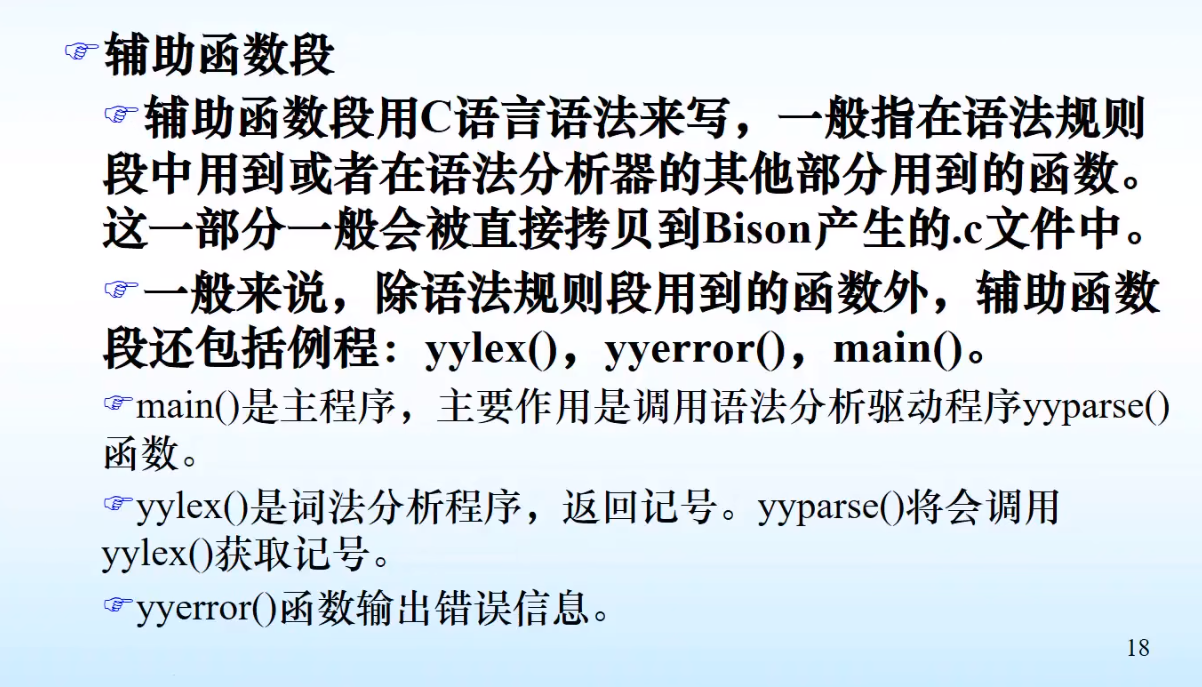 ☞辅助函数段
☞辅助函数段用C语言语法来写，一般指在语法规则
段中用到或者在语法分析器的其他部分用到的函数。
这一部分一般会被直接拷贝到Bison产生的.c文件中。
☞一般来说，除语法规则段用到的函数外，辅助函数
段还包括例程：yylex()，yyerror()，main()。
☞main()是主程序，主要作用是调用语法分析驱动程序yyparse()
函数。
☞yylex()是词法分析程序，返回记号。yyparse()将会调用
yylex()获取记号。
☞yyerror()函数输出错误信息。
18